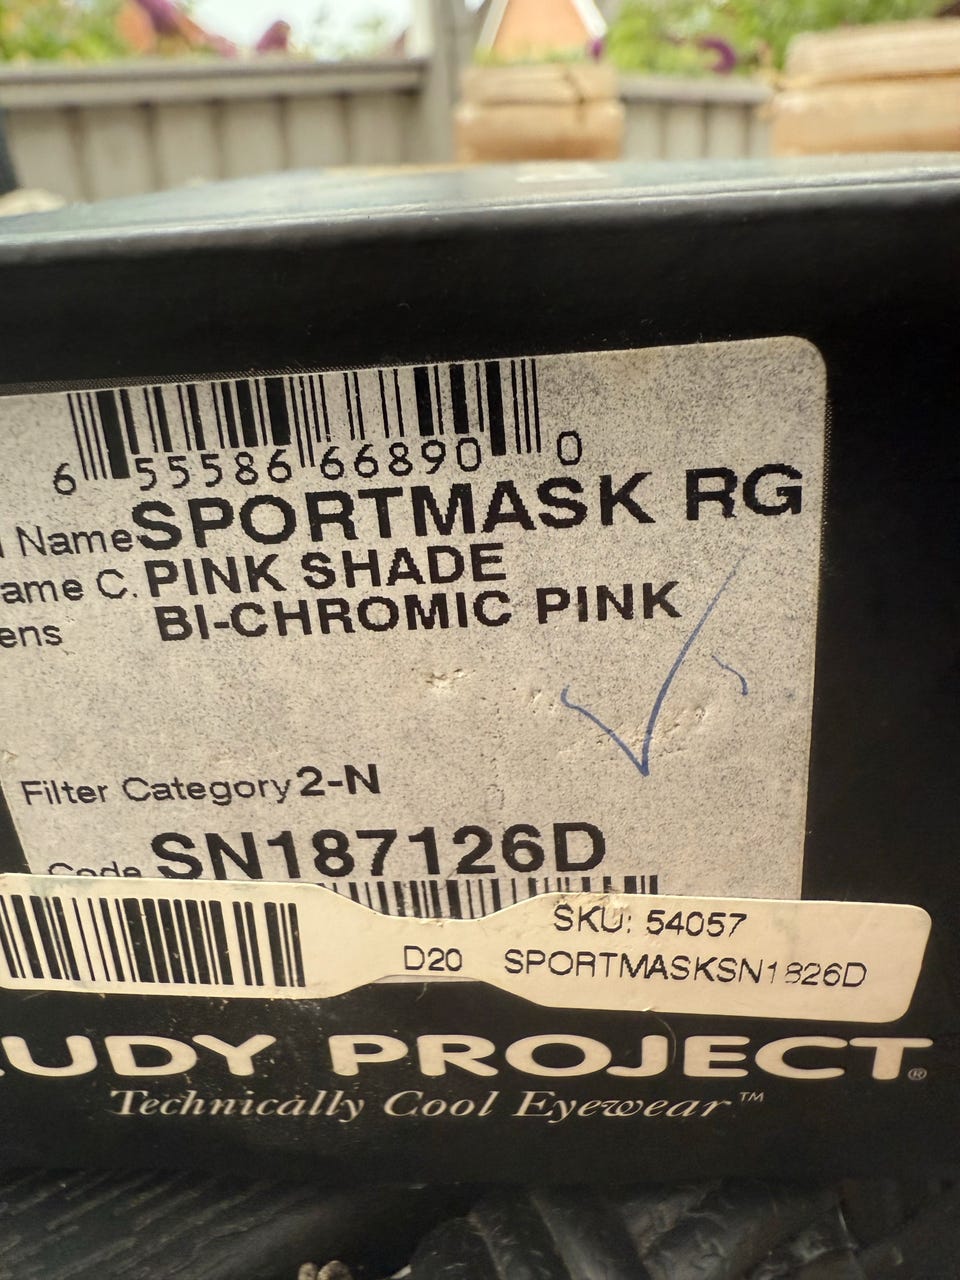 6 55586 66890 0
l Name SPORTMASK RG
ame C. PINK SHADE
ens BI-CHROMIC PINK
Filter Category 2-N
Code SN187126D
SKU: 54057
D20 SPORTMASKSN1826D
UDY PROJECT®
Technically Cool Eyewear™